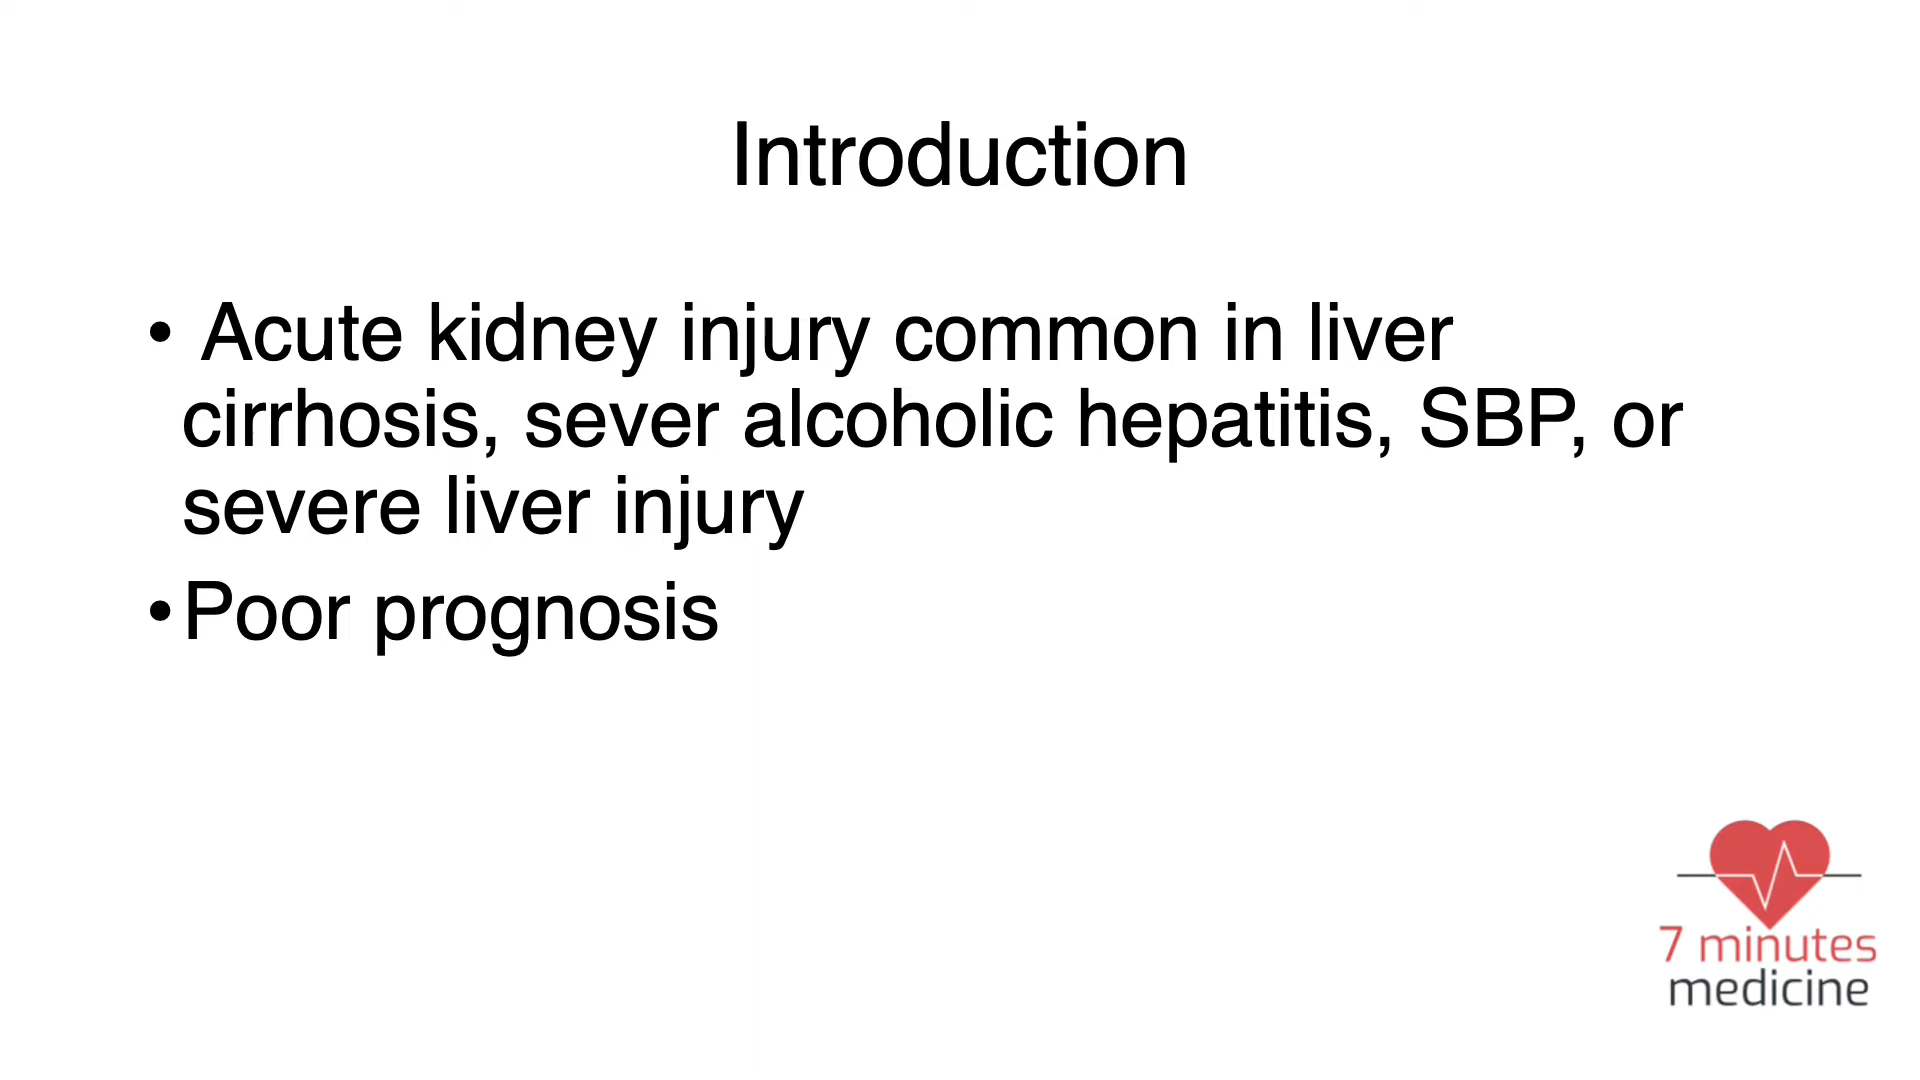 Introduction
• Acute kidney injury common in liver
cirrhosis, sever alcoholic hepatitis, SBP, or
severe liver injury
• Poor prognosis
7 minutes
medicine